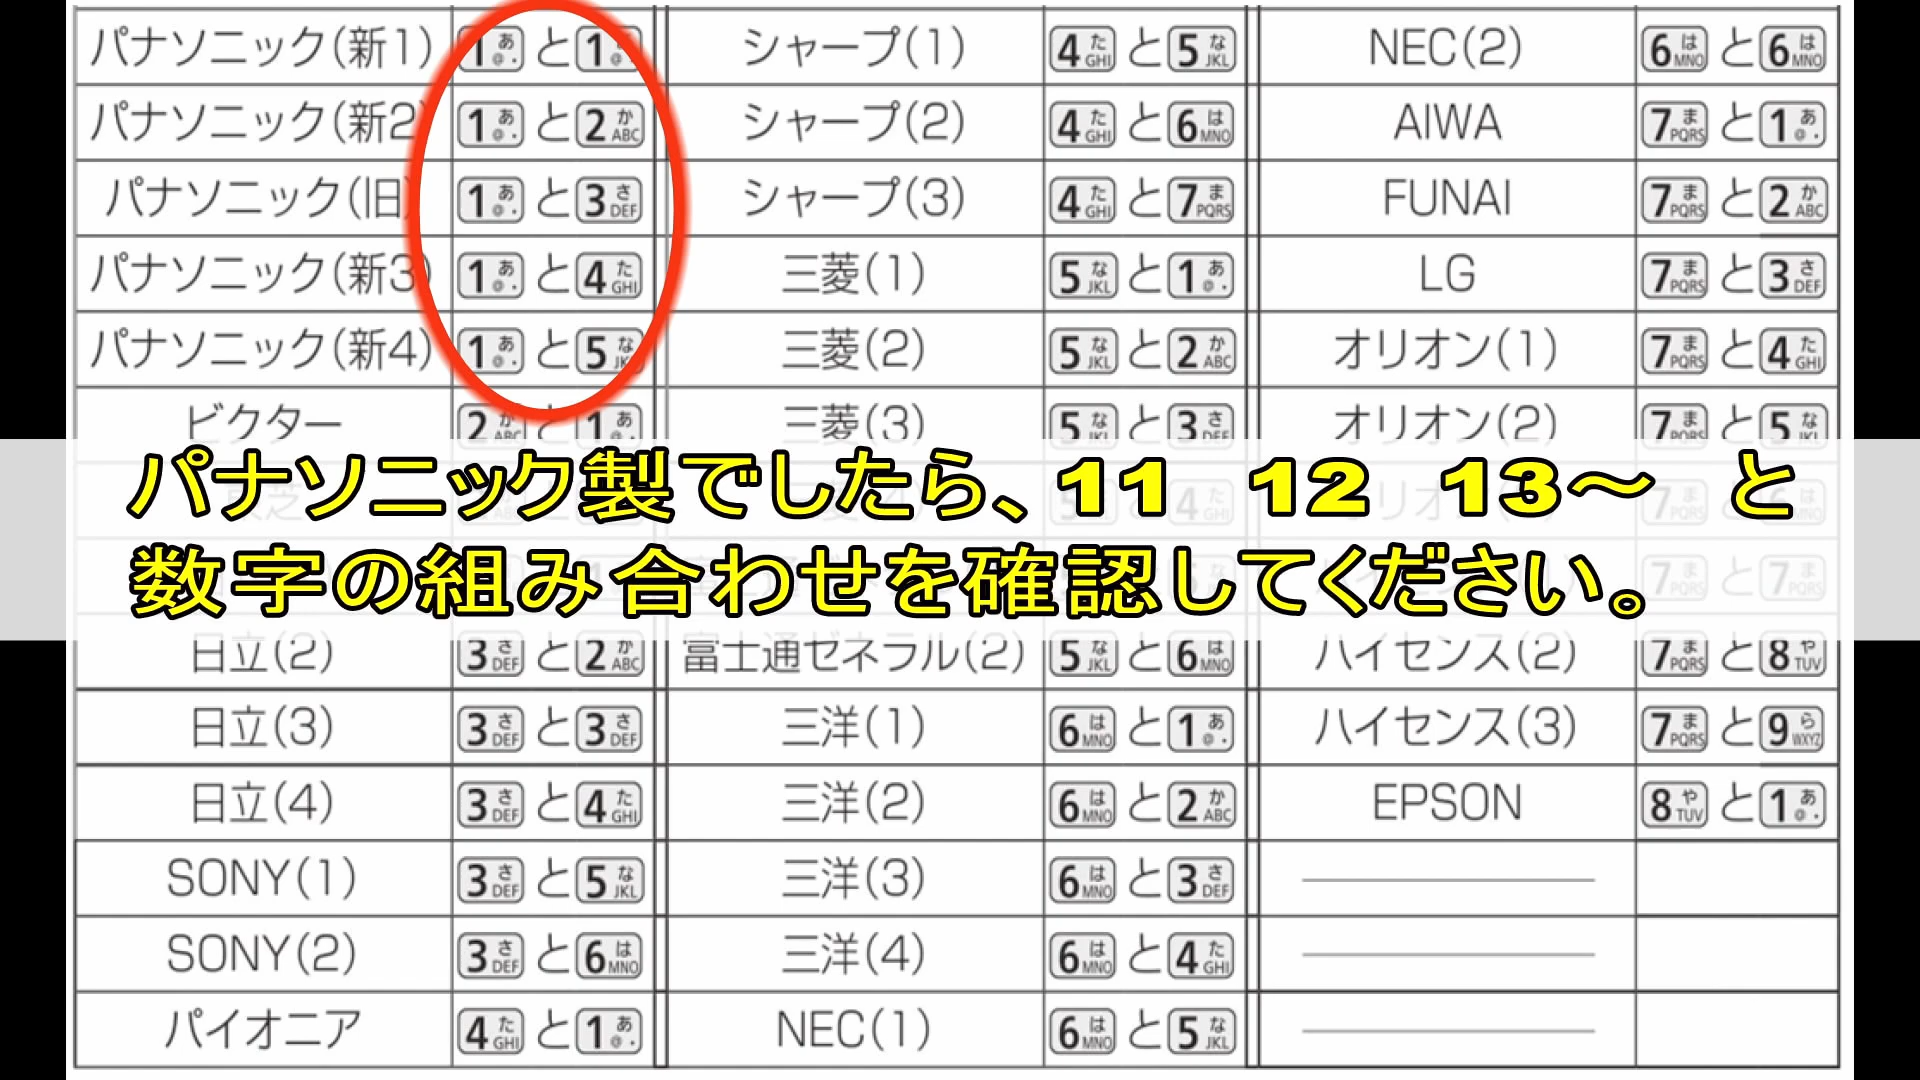 パナソニック(新1) 1と1 シャープ(1) 4と5 NEC(2) 6と6
パナソニック(新2) 1と2 シャープ(2) 4と6 AIWA 7と1
パナソニック(旧) 1と3 シャープ(3) 4と7 FUNAI 7と2
パナソニック(新3) 1と4 三菱(1) 5と1 LG 7と3
パナソニック(新4) 1と5 三菱(2) 5と2 オリオン(1) 7と4
ビクター 2と1 三菱(3) 5と3 オリオン(2) 7と5
パナソニック製でしたら、11 12 13～ と
数字の組み合わせを確認してください。
日立(2) 3と2 富士通ゼネラル(2) 5と6 ハイセンス(2) 7と8
日立(3) 3と3 三洋(1) 6と1 ハイセンス(3) 7と9
日立(4) 3と4 三洋(2) 6と2 EPSON 8と1
SONY(1) 3と5 三洋(3) 6と3
SONY(2) 3と6 三洋(4) 6と4
パイオニア 4と1 NEC(1) 6と5